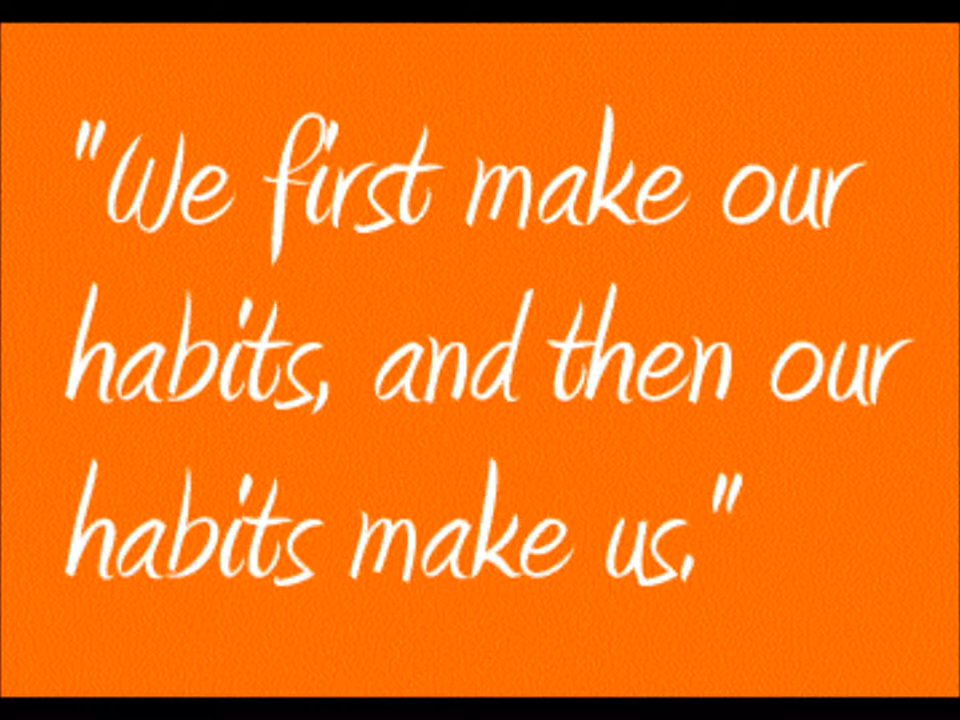 "We first make our
habits, and then our
habits make us."